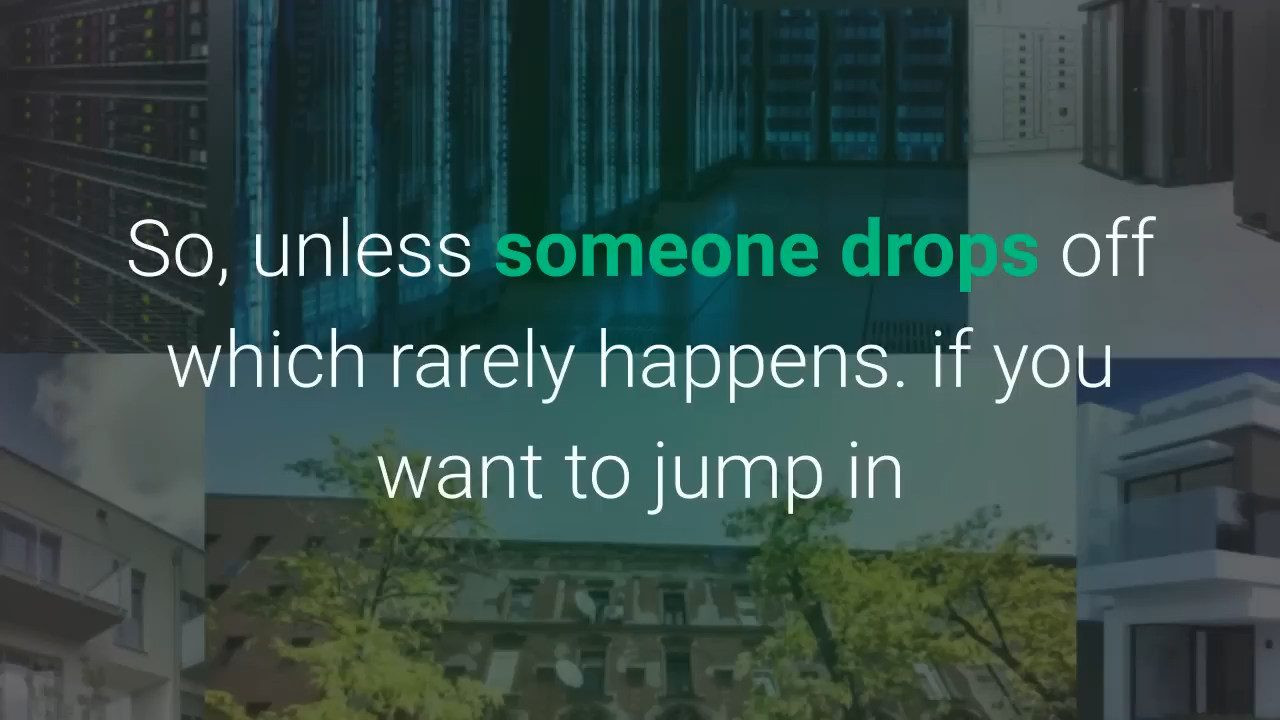 So, unless someone drops off
which rarely happens. if you
want to jump in